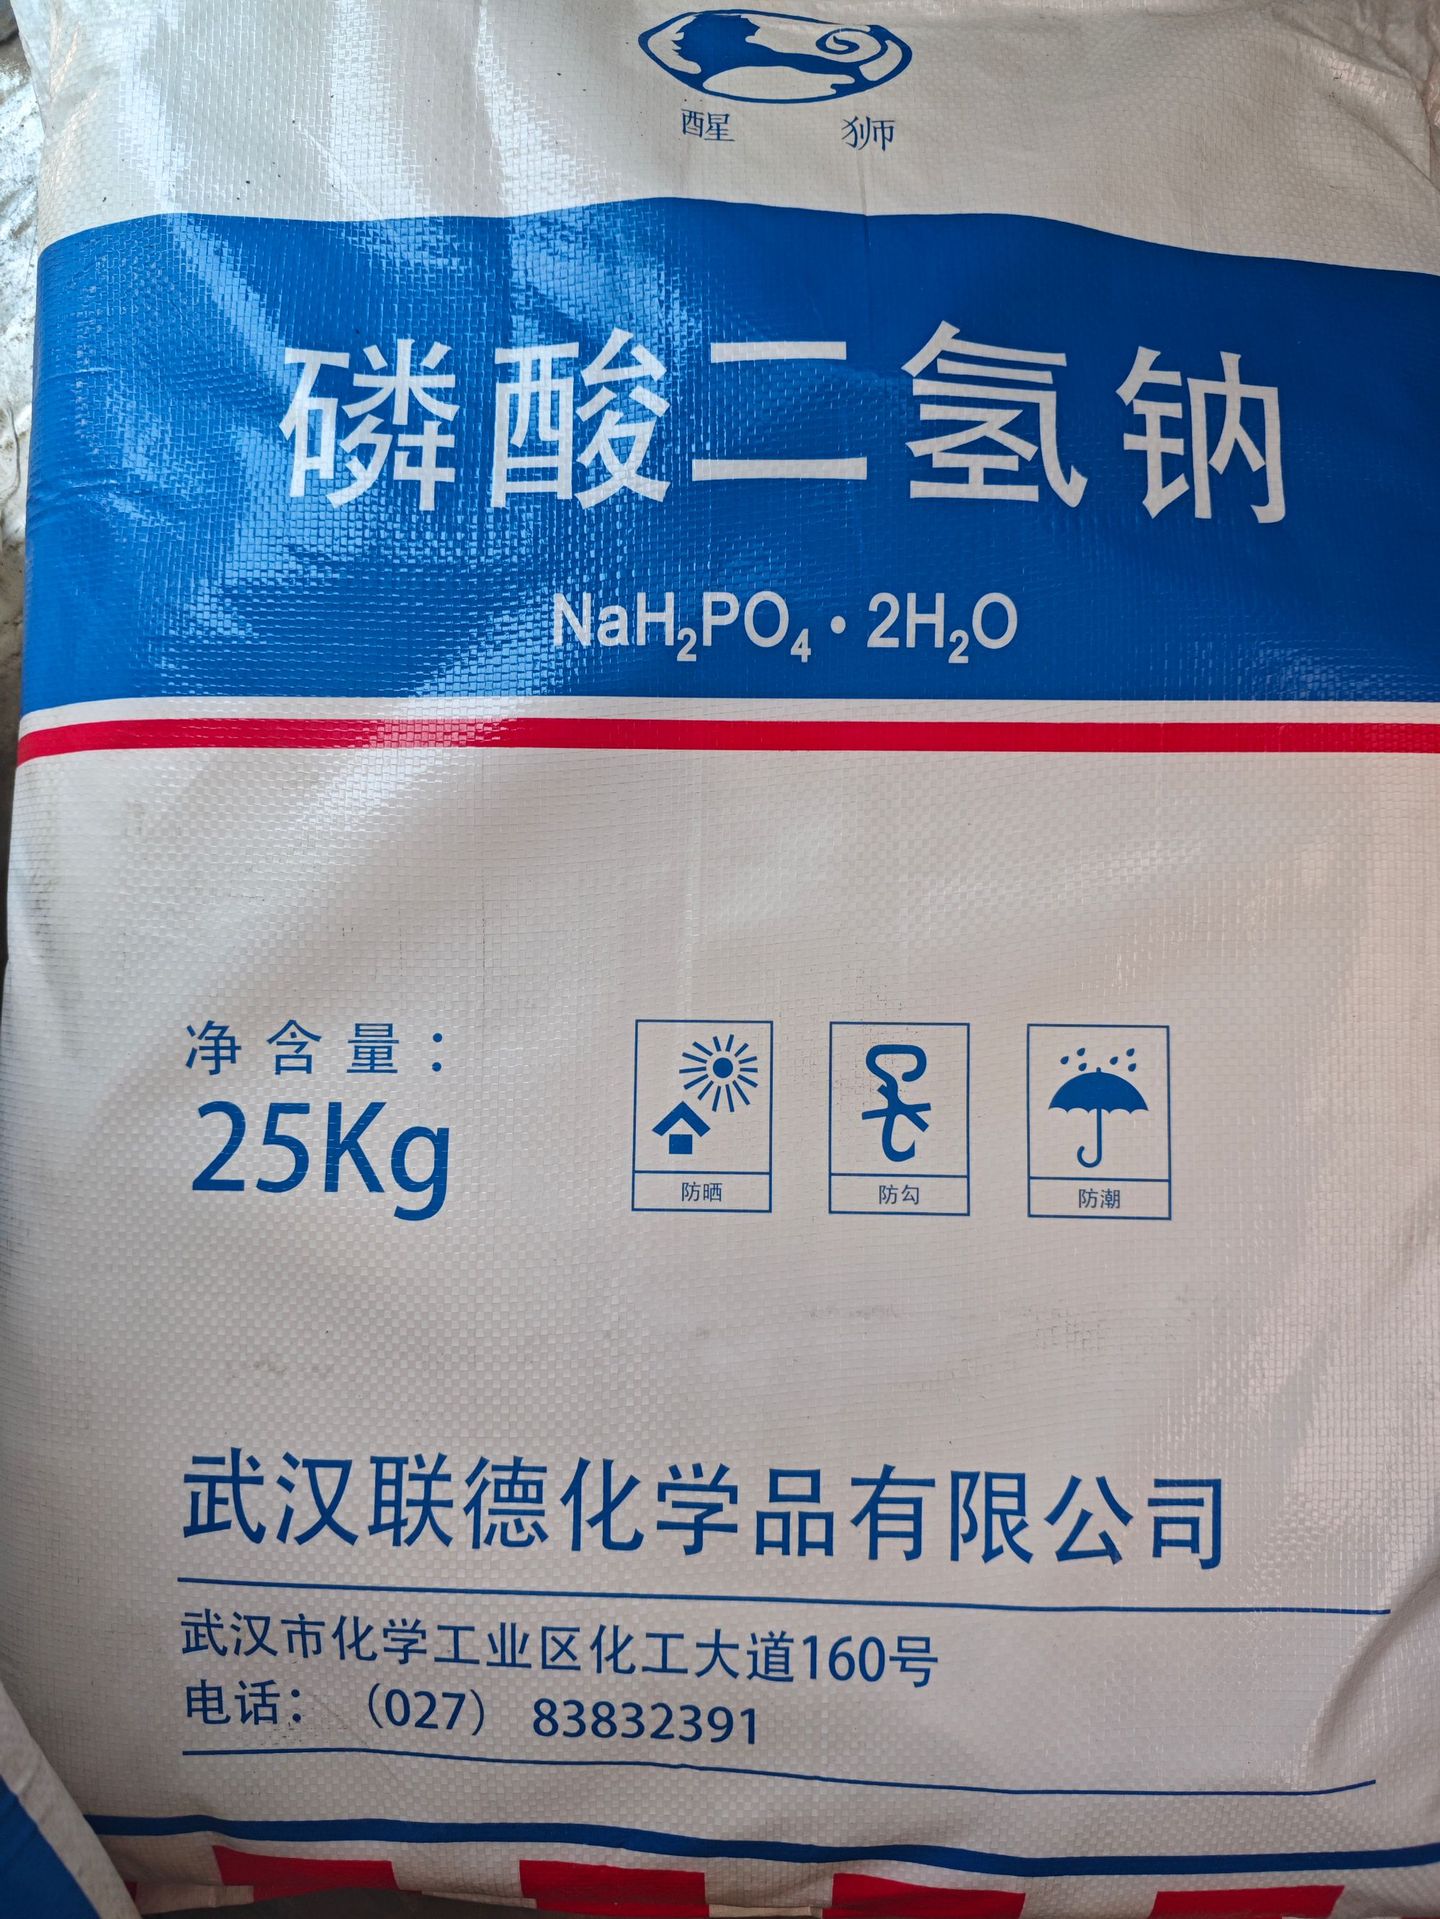 醒狮
磷酸二氢钠
NaH₂PO₄·2H₂O
净含量：
25Kg
防晒 防勾 防潮
武汉联德化学品有限公司
武汉市化学工业区化工大道160号
电话：（027）83832391